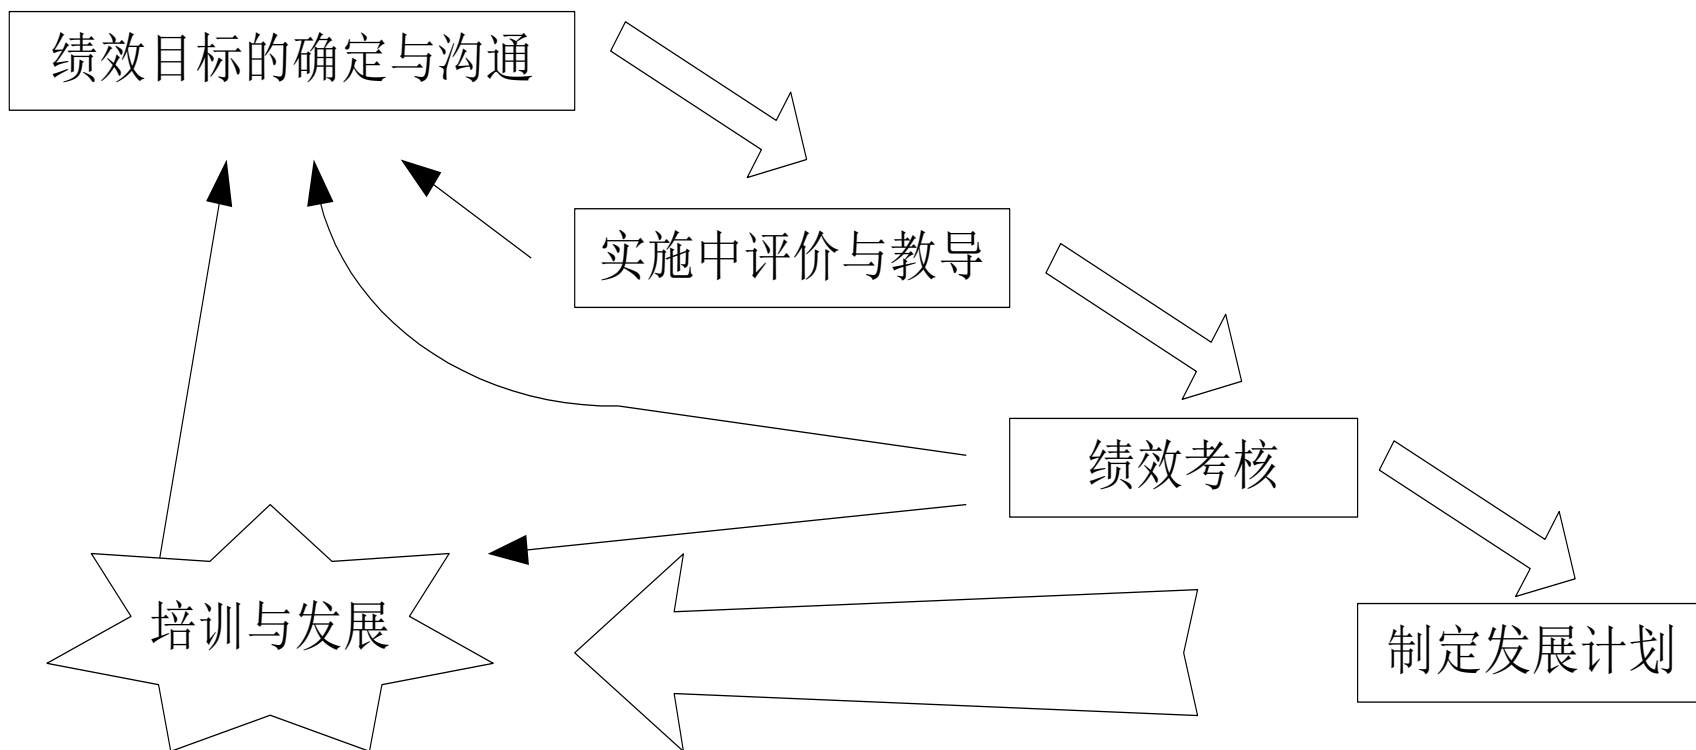 绩效目标的确定与沟通
实施中评价与教导
绩效考核
培训与发展
制定发展计划